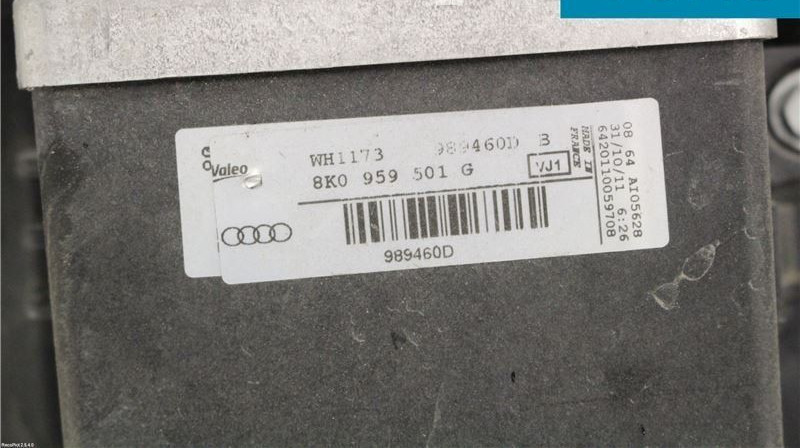 Valeo
WH1173 989460D B
8K0 959 501 G VJ1
989460D
MADE IN
FRANCE
08 64 AI05628
31/10/11 6:26
6420110059708